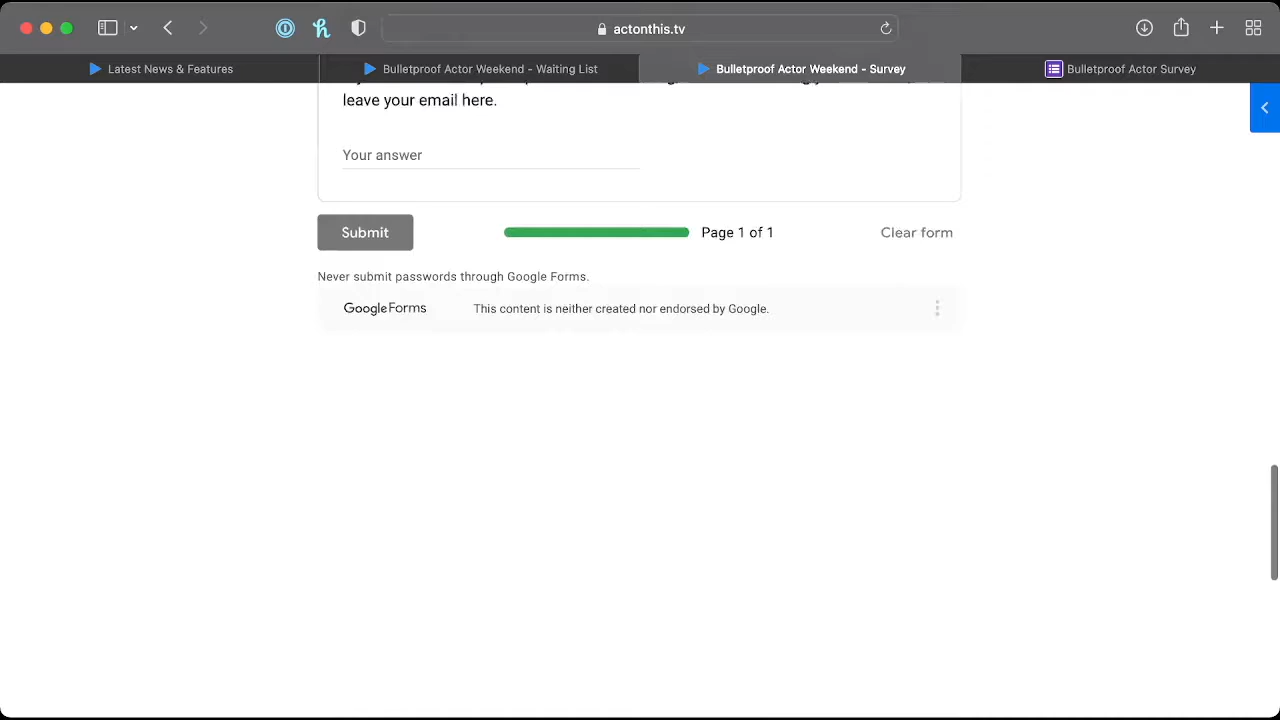 actonthis.tv
Latest News & Features
Bulletproof Actor Weekend - Waiting List
Bulletproof Actor Weekend - Survey
Bulletproof Actor Survey
leave your email here.
Your answer
Submit
Page 1 of 1
Clear form
Never submit passwords through Google Forms.
Google Forms
This content is neither created nor endorsed by Google.